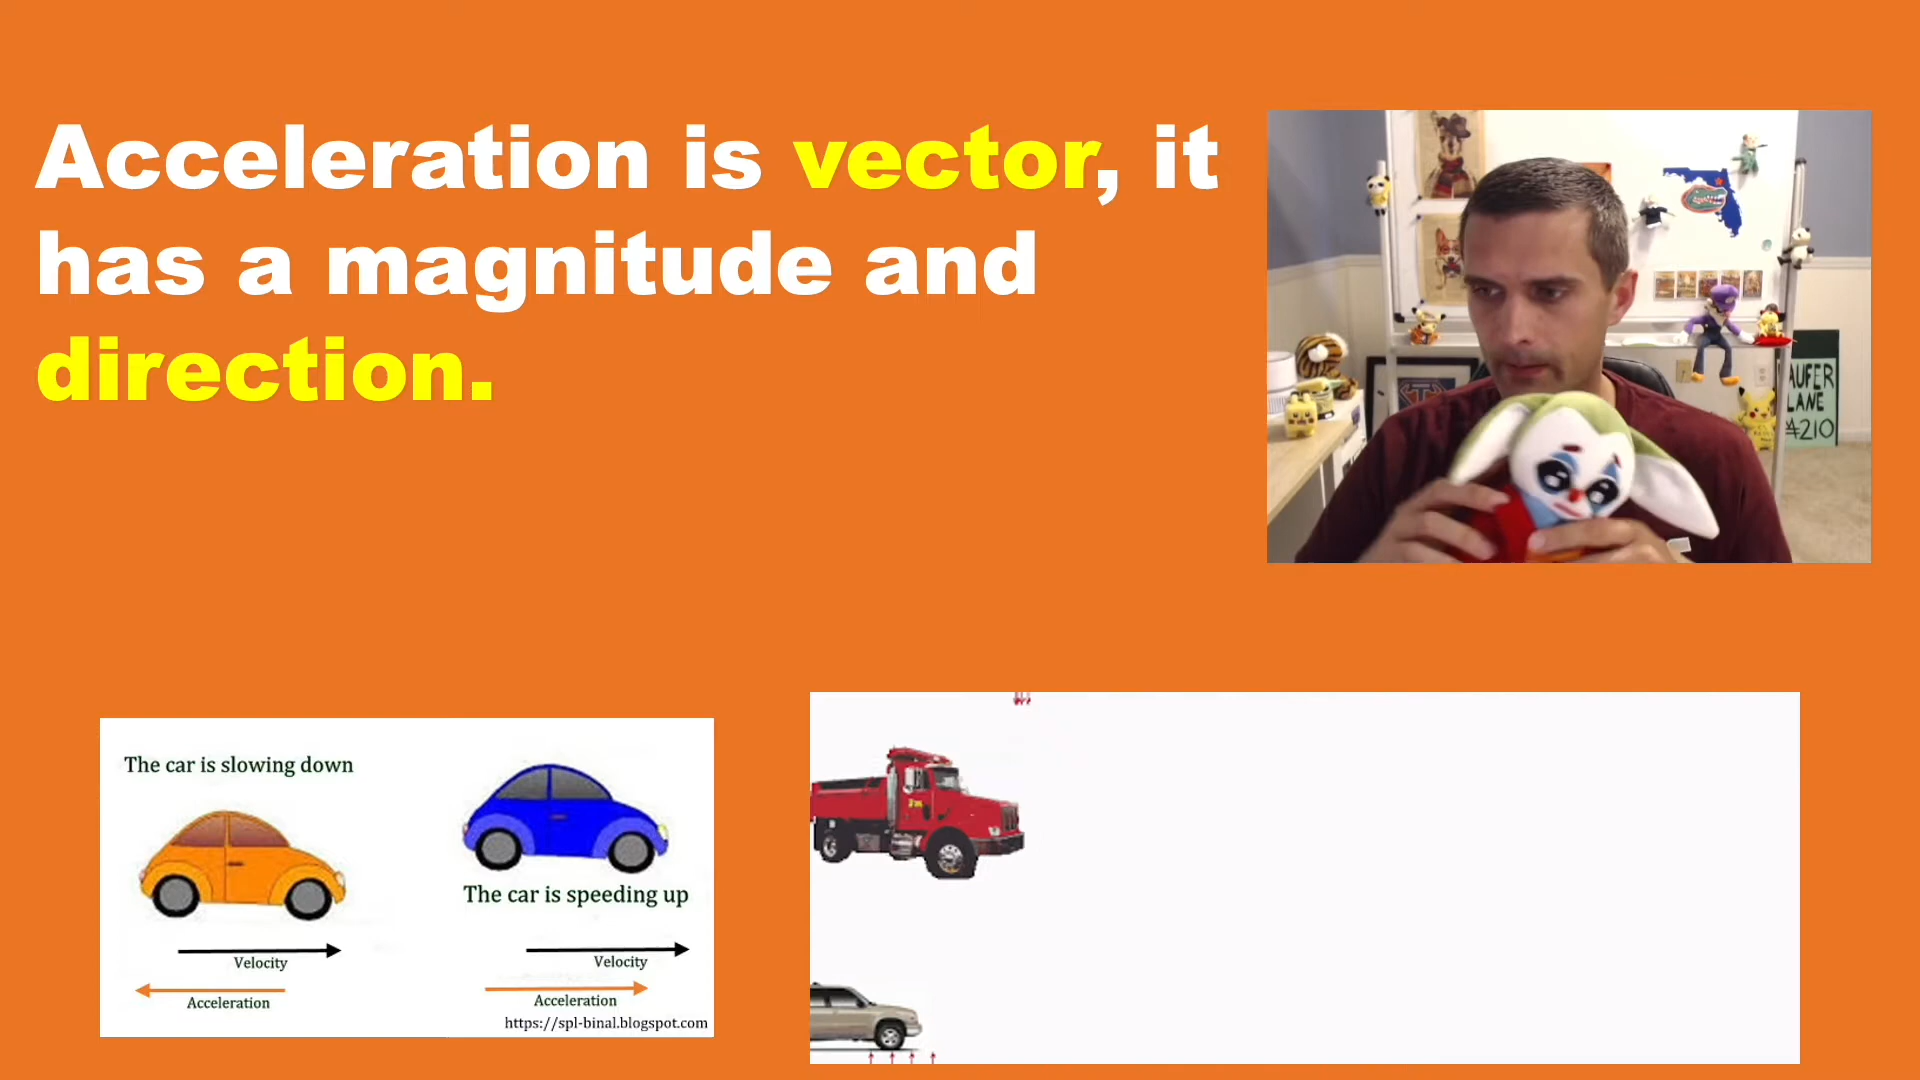 Acceleration is vector, it
has a magnitude and
direction.
AUFER
LANE
The car is slowing down
The car is speeding up
Velocity
Velocity
Acceleration
Acceleration
https://spl-binal.blogspot.com